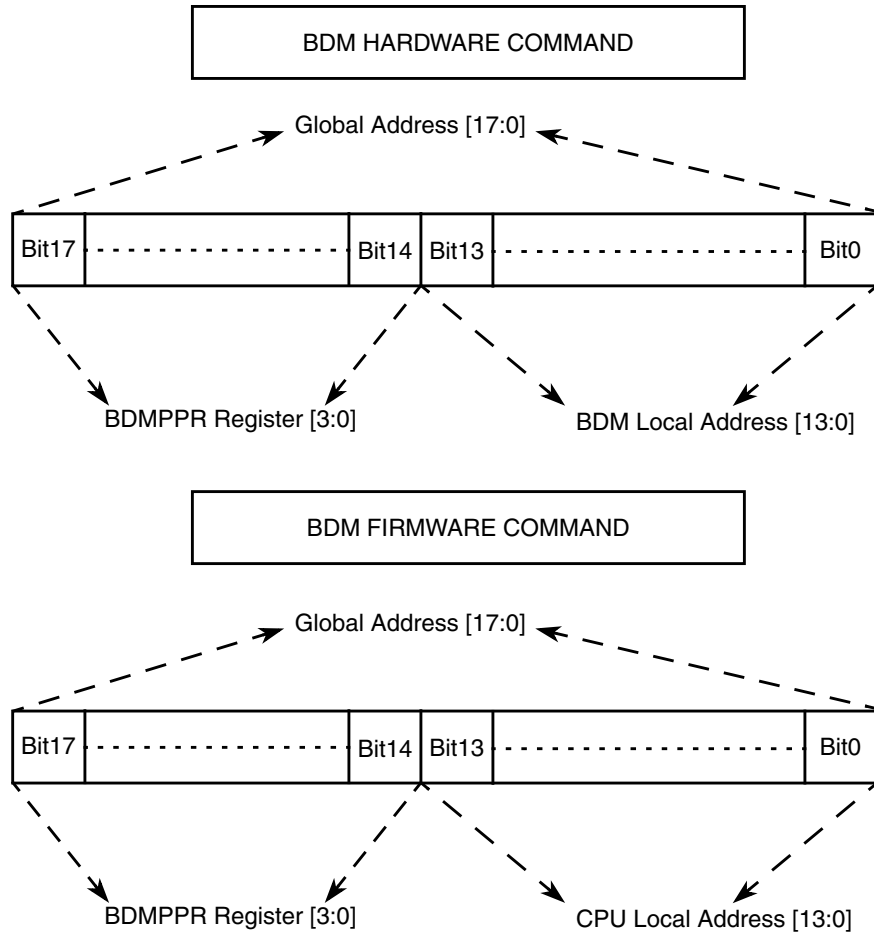 BDM HARDWARE COMMAND
Global Address [17:0]
Bit17 Bit14 Bit13 Bit0
BDMPPR Register [3:0] BDM Local Address [13:0]
BDM FIRMWARE COMMAND
Global Address [17:0]
Bit17 Bit14 Bit13 Bit0
BDMPPR Register [3:0] CPU Local Address [13:0]